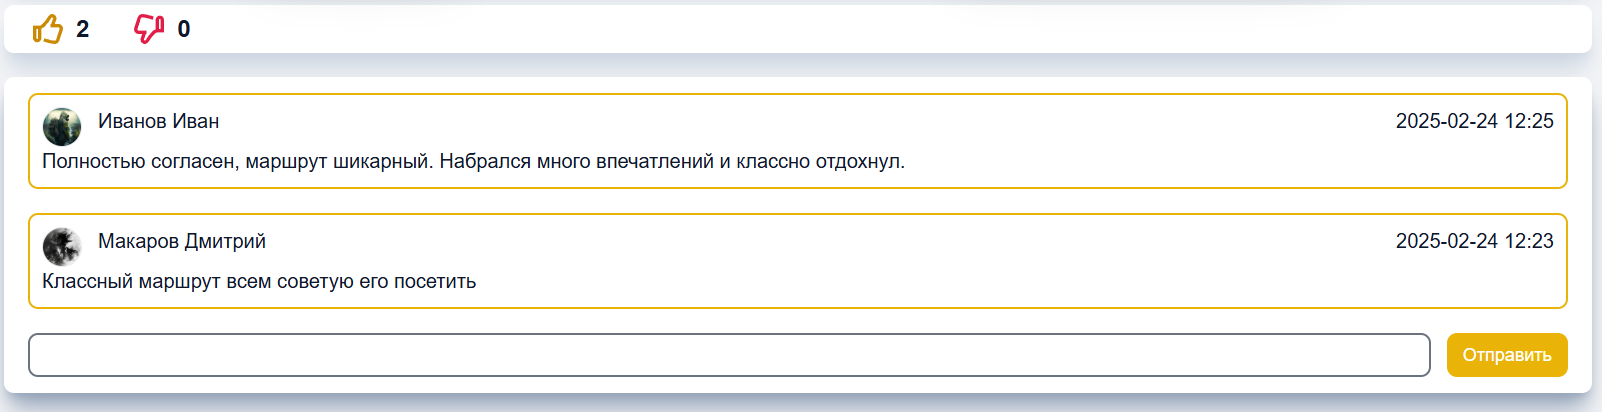 2 0
Иванов Иван 2025-02-24 12:25
Полностью согласен, маршрут шикарный. Набрался много впечатлений и классно отдохнул.
Макаров Дмитрий 2025-02-24 12:23
Классный маршрут всем советую его посетить
Отправить